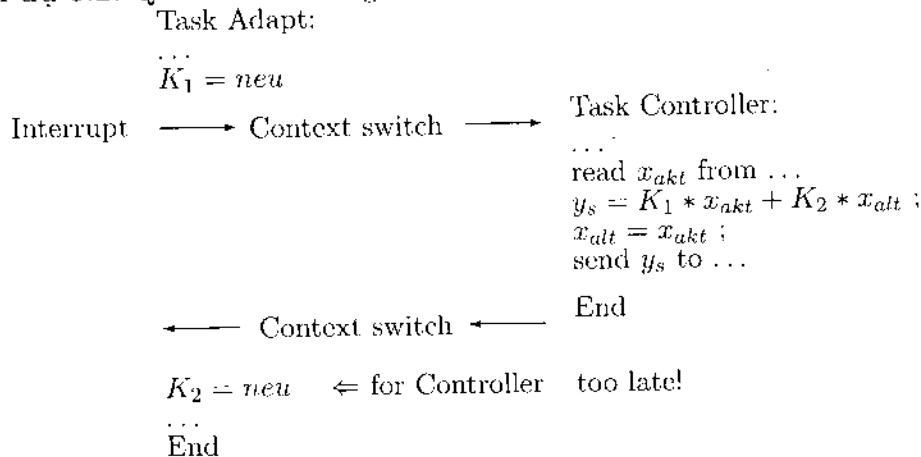 Task Adapt:
...
K₁ = neu
Interrupt → Context switch → Task Controller:
...
read x_akt from ...
y_s = K₁ * x_akt + K₂ * x_alt ;
x_alt = x_akt ;
send y_s to ...
End
← Context switch ←
K₂ = neu ⇐ for Controller too late!
...
End